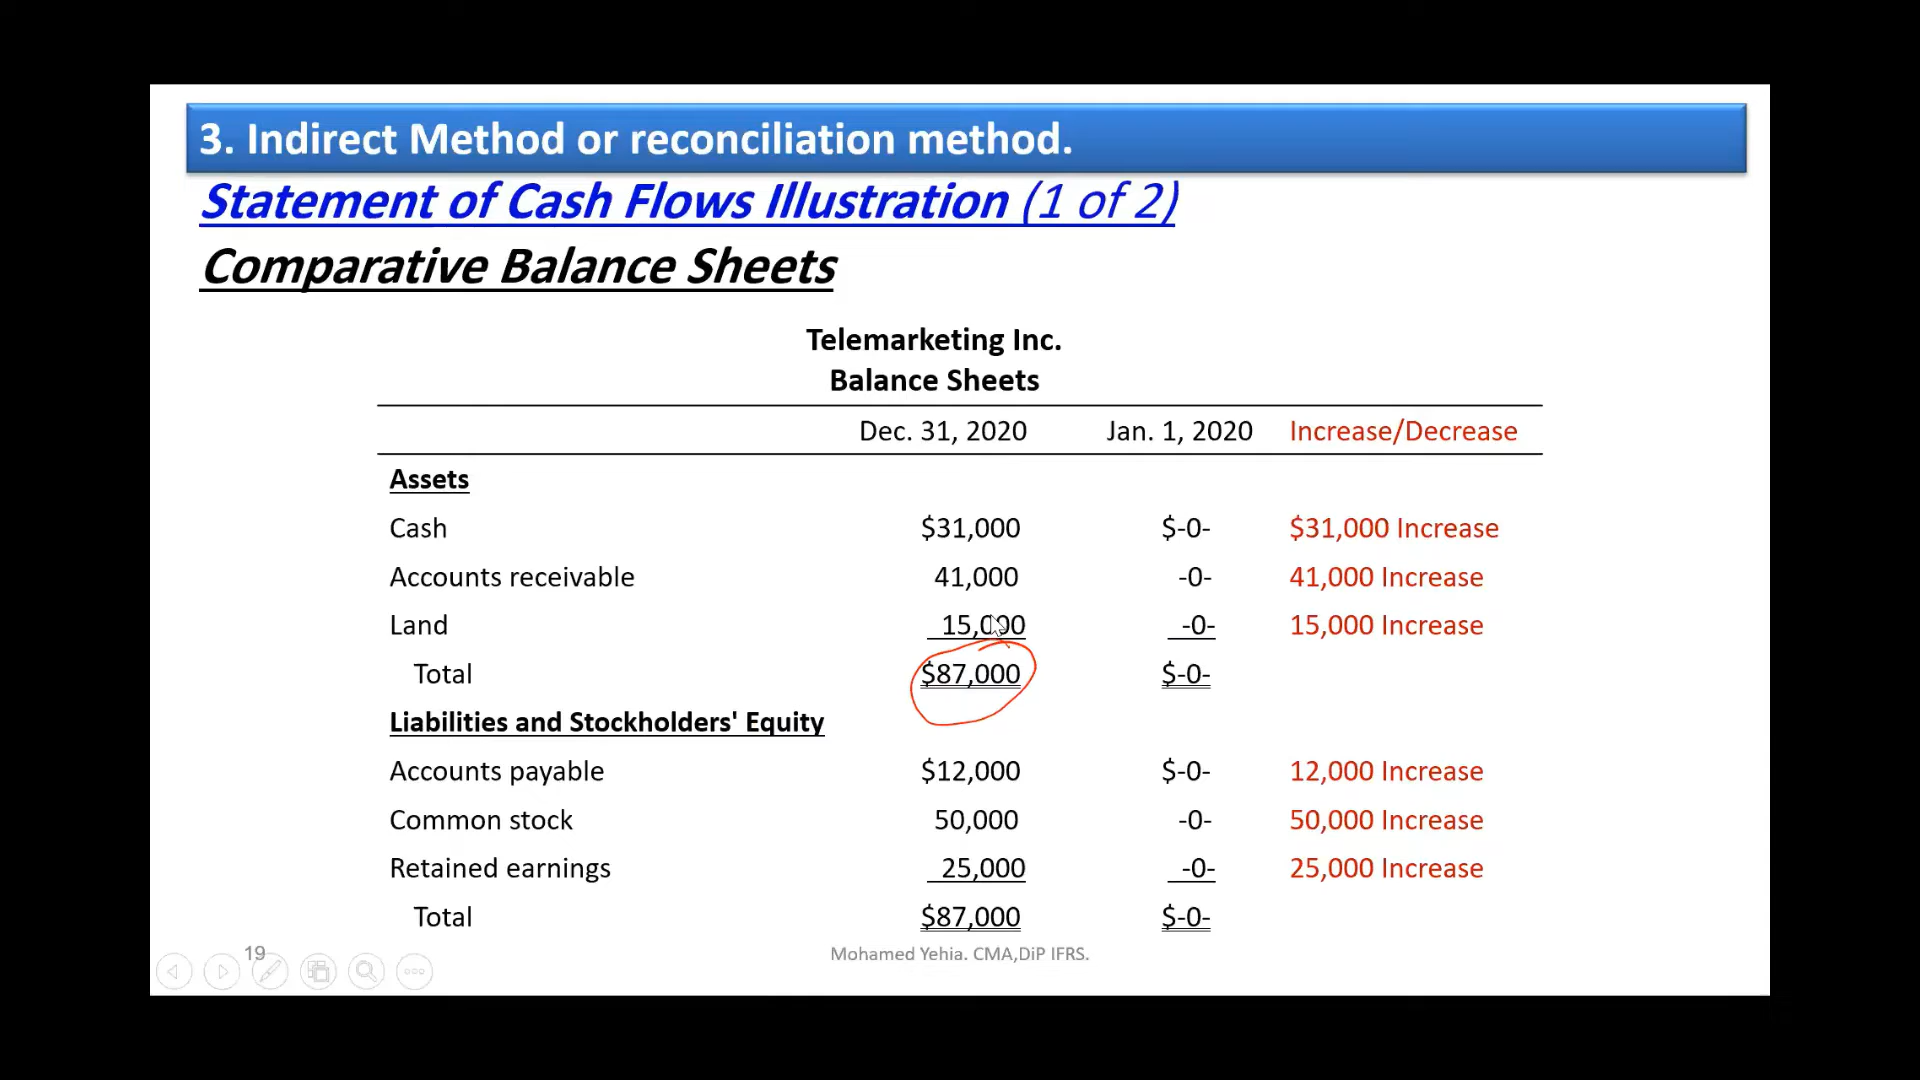 3. Indirect Method or reconciliation method.
Statement of Cash Flows Illustration (1 of 2)
Comparative Balance Sheets
Telemarketing Inc.
Balance Sheets
Dec. 31, 2020 Jan. 1, 2020 Increase/Decrease
Assets
Cash $31,000 $-0- $31,000 Increase
Accounts receivable 41,000 -0- 41,000 Increase
Land 15,000 -0- 15,000 Increase
Total $87,000 $-0-
Liabilities and Stockholders' Equity
Accounts payable $12,000 $-0- 12,000 Increase
Common stock 50,000 -0- 50,000 Increase
Retained earnings 25,000 -0- 25,000 Increase
Total $87,000 $-0-
19 Mohamed Yehia. CMA,DiP IFRS.